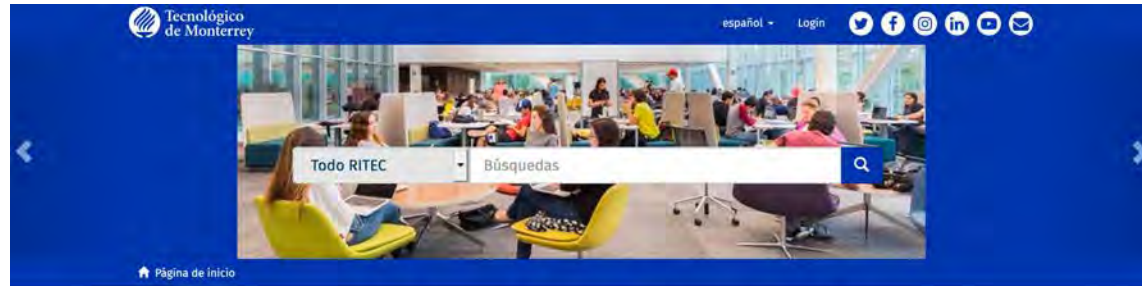 Tecnológico
de Monterrey
español
Login
Todo RITEC
Búsquedas
Página de inicio